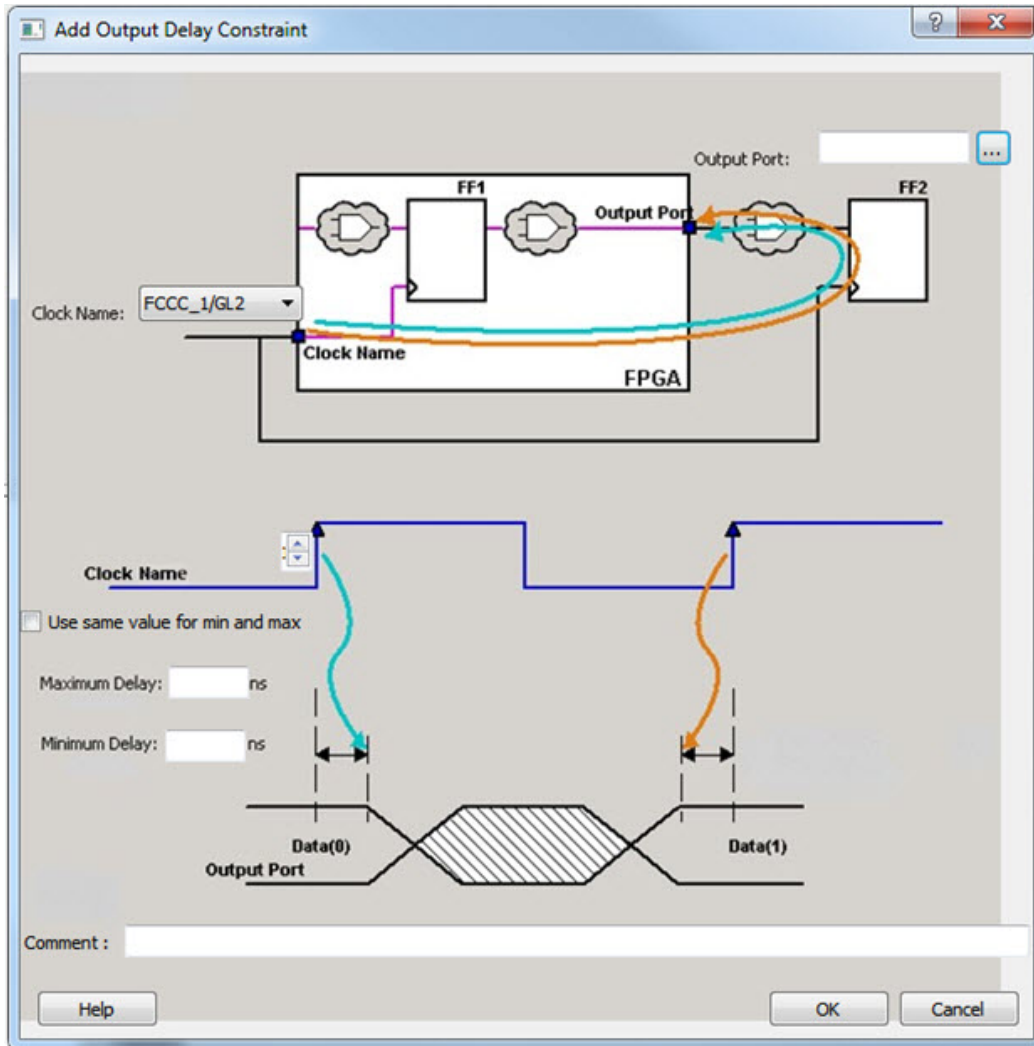 Add Output Delay Constraint
?
X
Output Port:
...
FF1
FF2
Output Port
Clock Name:
FCCC_1/GL2
Clock Name
FPGA
Clock Name
Use same value for min and max
Maximum Delay:
ns
Minimum Delay:
ns
Data(0)
Data(1)
Output Port
Comment :
Help
OK
Cancel